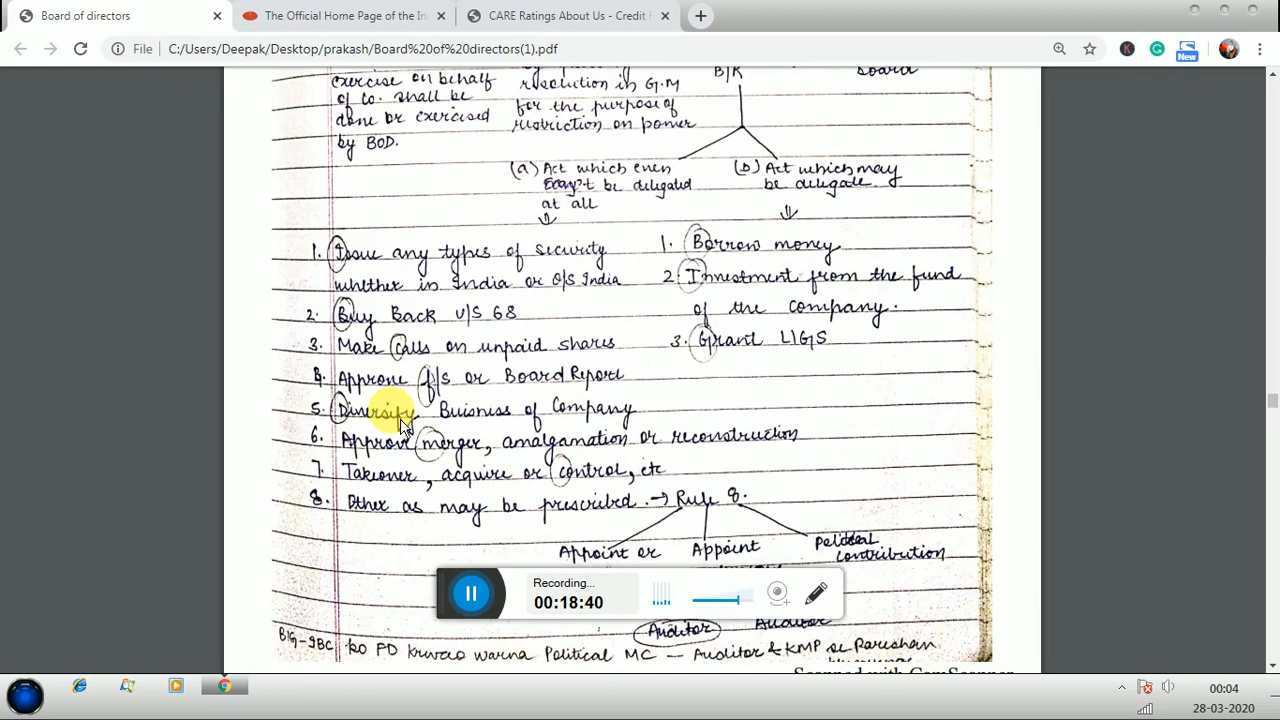 Board of directors
The Official Home Page of the In
CARE Ratings About Us - Credit F
File
C:/Users/Deepak/Desktop/prakash/Board%20of%20directors(1).pdf
New
exercise on behalf
of Co. shall be
done be exercised
by BOD.
resolution in G.M
for the purpose of
restriction on power
B/R
Board
(a) Act which even
can't be delegated
at all
(b) Act which may
be delegate
1. Issue any types of security
whether in India or O/S India
2. Buy Back U/S 68
3. Make calls on unpaid shares
4. Approve f/s or Board Report
5. Diversify Buisness of Company
6. Approve merger, amalgamation or reconstruction
7. Takeover, acquire or control, etc
8. Other as may be prescribed → Rule 8.
1. Borrow money
2. Investment from the fund
of the company.
3. Grant L/G/S
Appoint or
Appoint
Political
contribution
Recording...
00:18:40
Auditor
Auditor
BIG-9BC ko FD krwao warna Political MC — Auditor & KMP se Pareshan
Scanned with CamScanner
00:04
28-03-2020